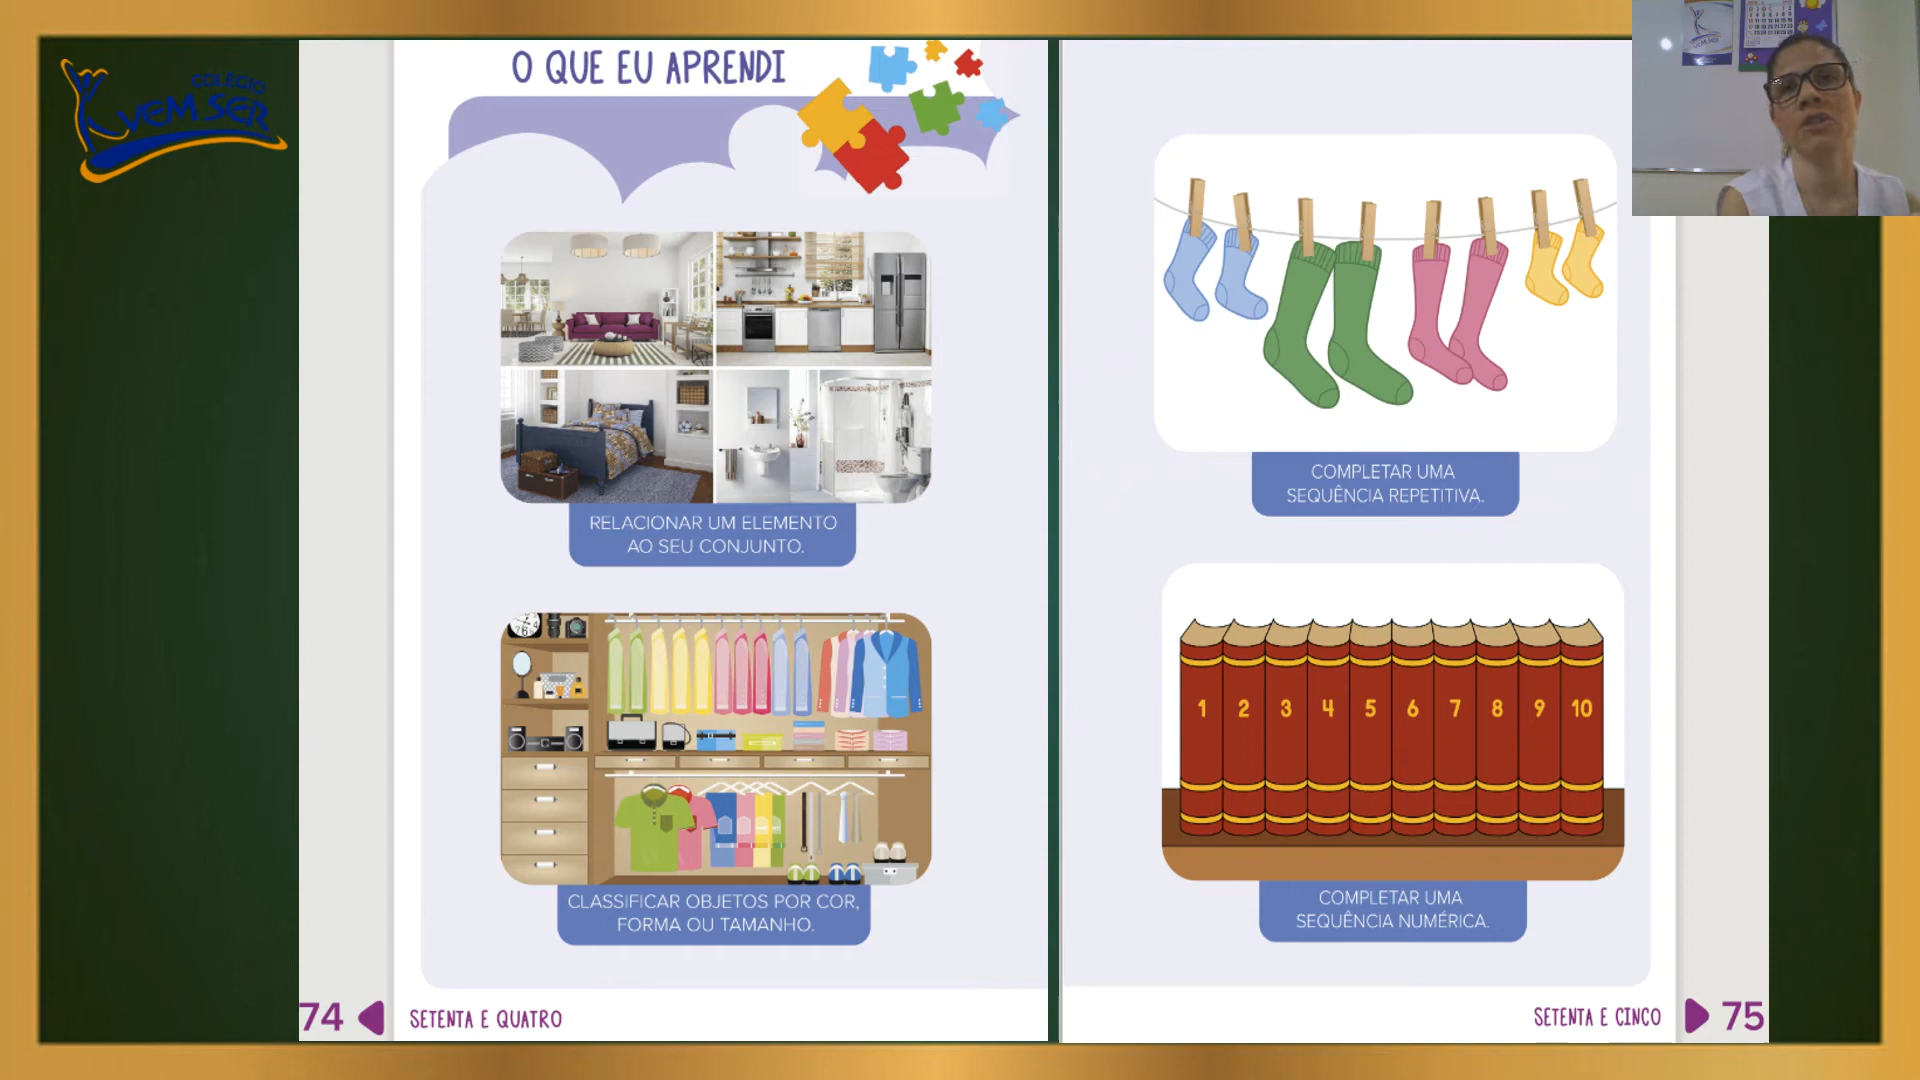 COLÉGIO
VEM SER
O QUE EU APRENDI
RELACIONAR UM ELEMENTO
AO SEU CONJUNTO.
CLASSIFICAR OBJETOS POR COR,
FORMA OU TAMANHO.
74
SETENTA E QUATRO
COMPLETAR UMA
SEQUÊNCIA REPETITIVA.
1 2 3 4 5 6 7 8 9 10
COMPLETAR UMA
SEQUÊNCIA NUMÉRICA.
SETENTA E CINCO
75